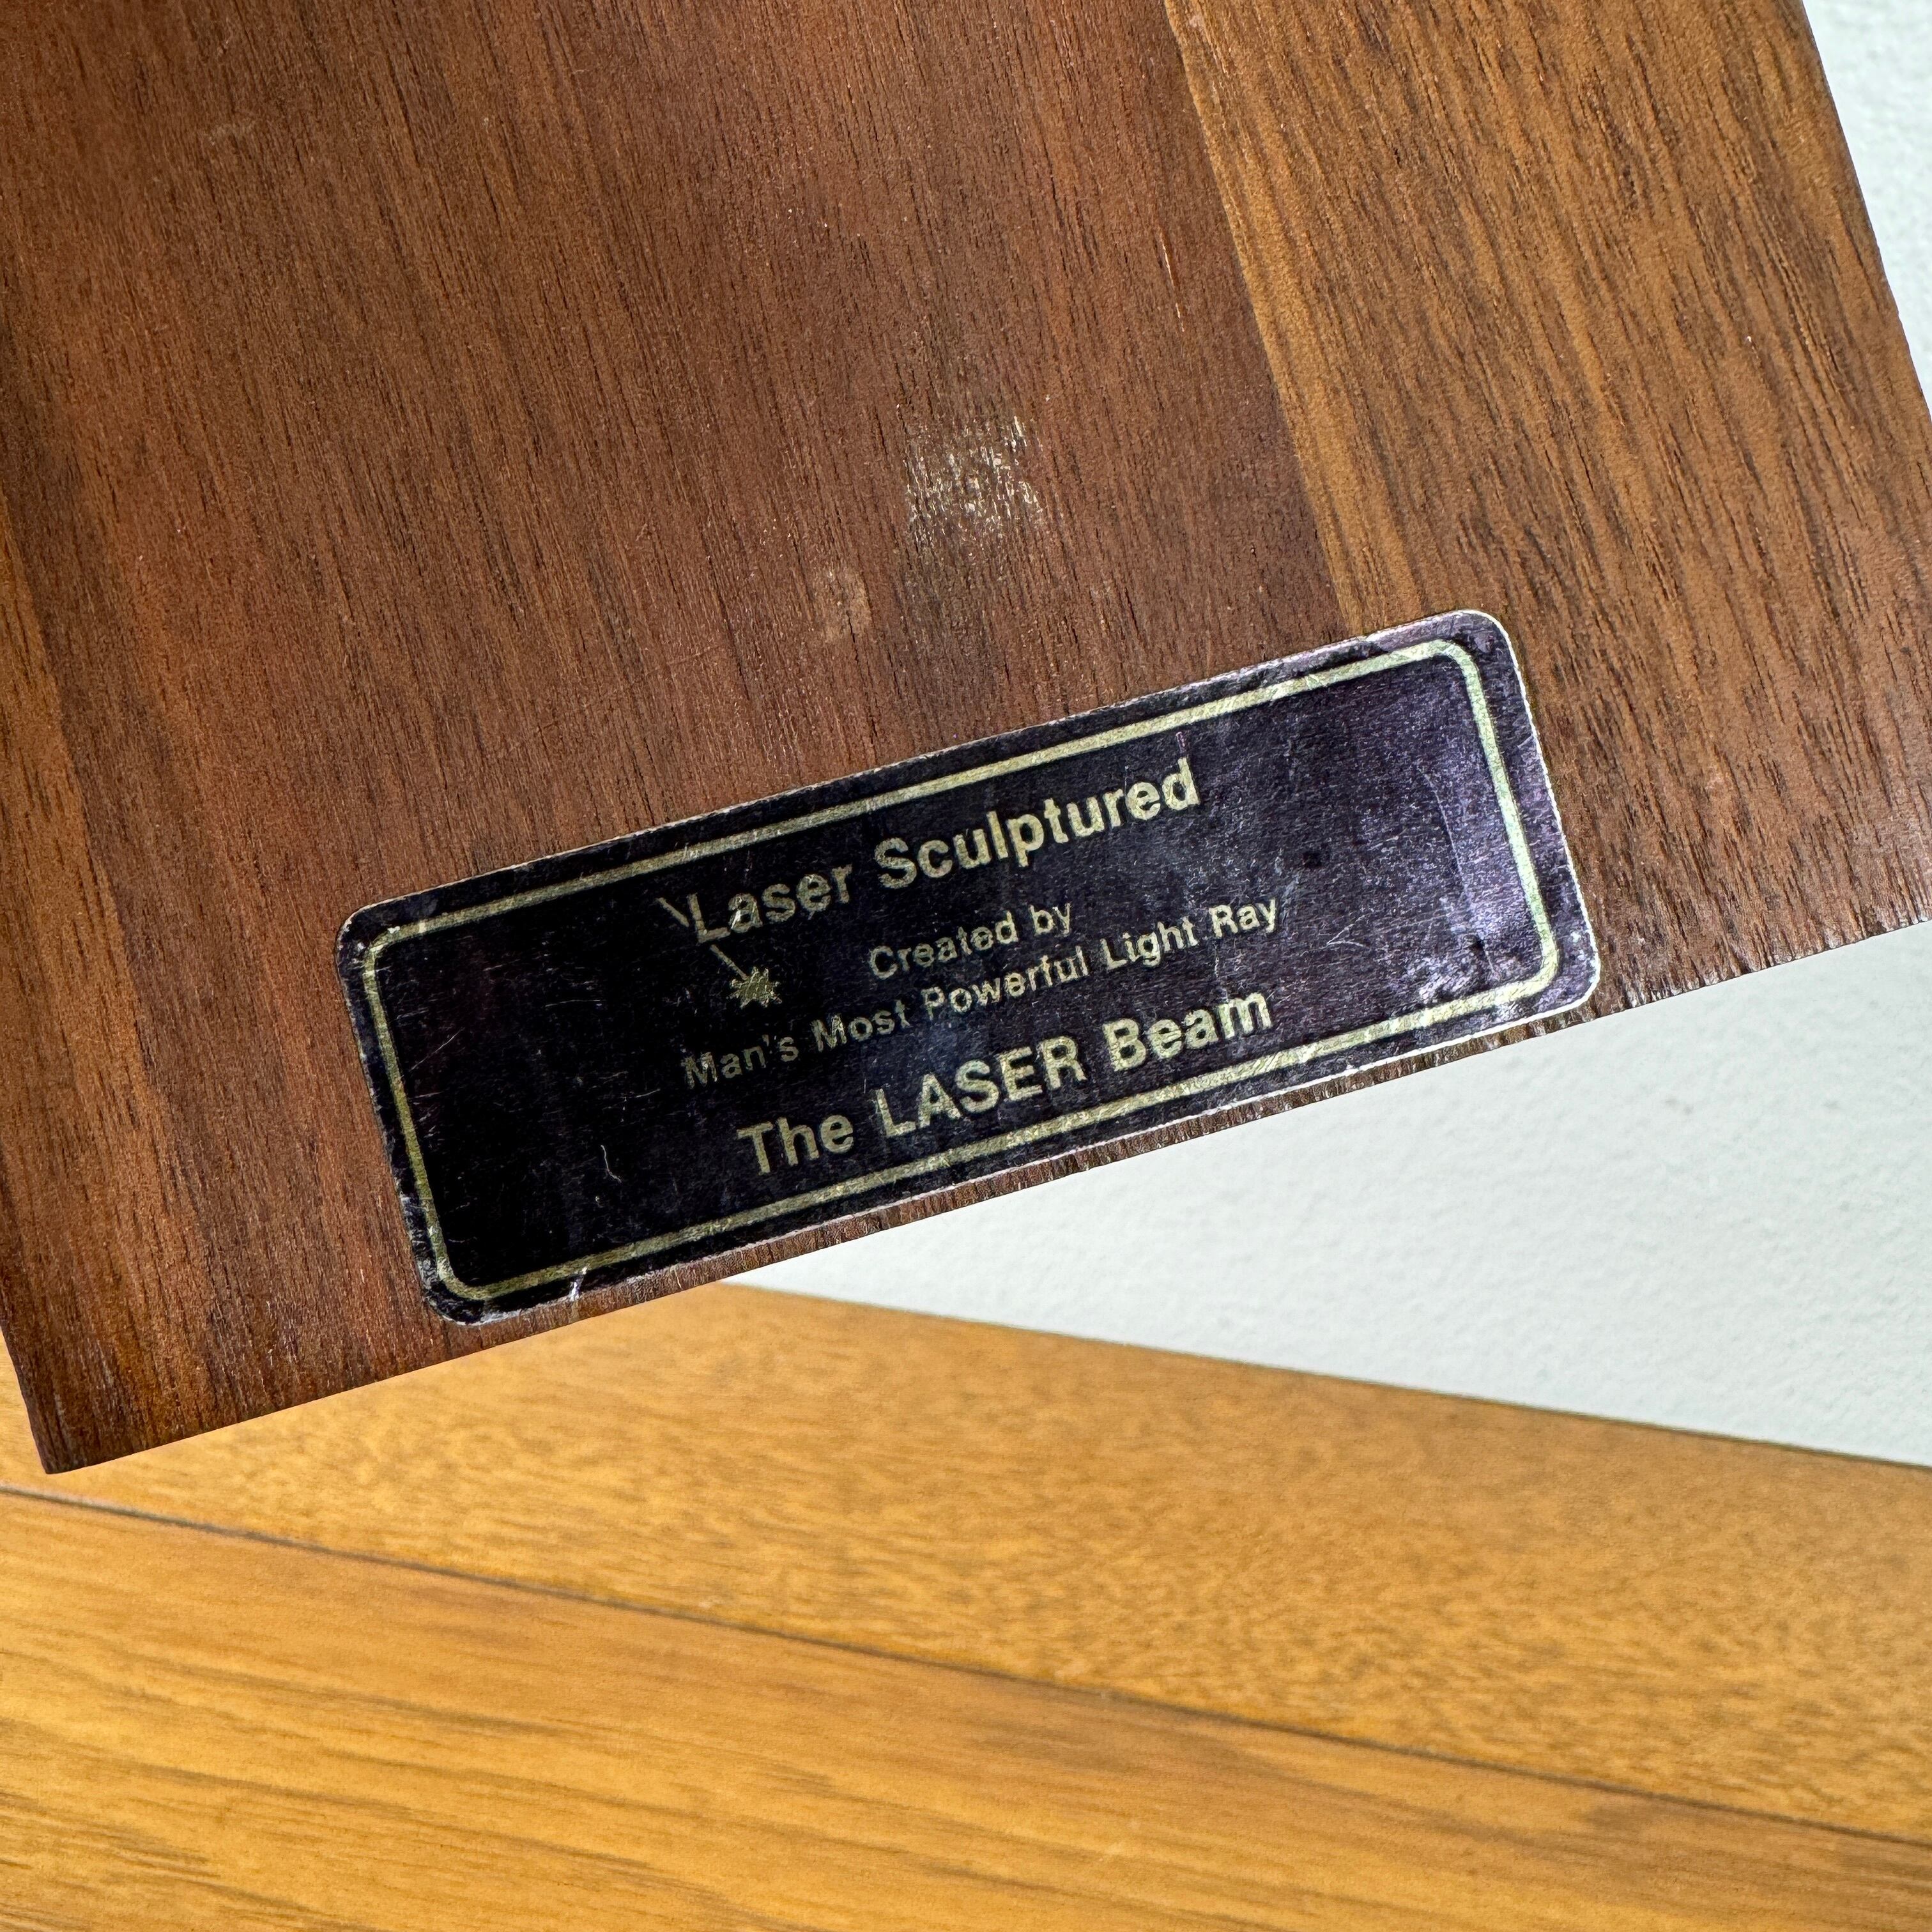 Laser Sculptured
Created by
Man's Most Powerful Light Ray
The LASER Beam